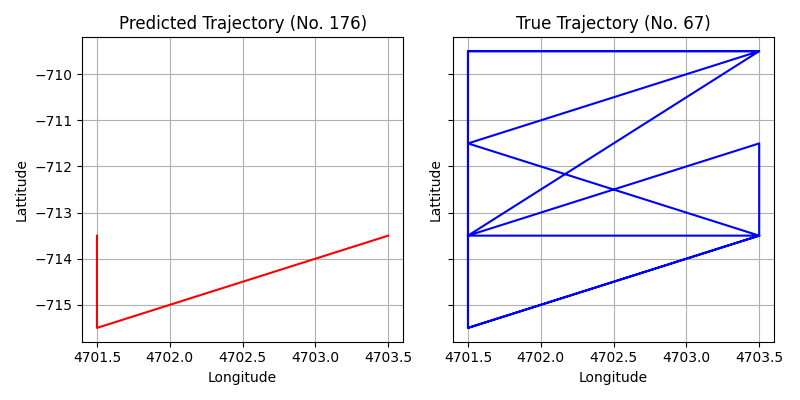 Predicted Trajectory (No. 176)
True Trajectory (No. 67)
−710
−711
−712
−713
−714
−715
Lattitude
Lattitude
4701.5 4702.0 4702.5 4703.0 4703.5
4701.5 4702.0 4702.5 4703.0 4703.5
Longitude
Longitude